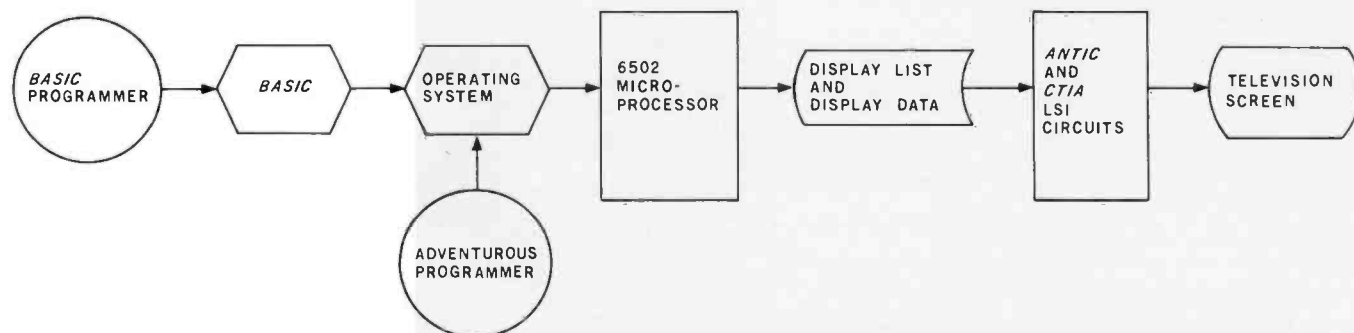 BASIC
PROGRAMMER
BASIC
OPERATING
SYSTEM
6502
MICRO-
PROCESSOR
DISPLAY LIST
AND
DISPLAY DATA
ANTIC
AND
CTIA
LSI
CIRCUITS
TELEVISION
SCREEN
ADVENTUROUS
PROGRAMMER